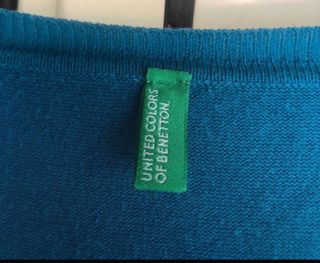 UNITED COLORS
OF BENETTON.